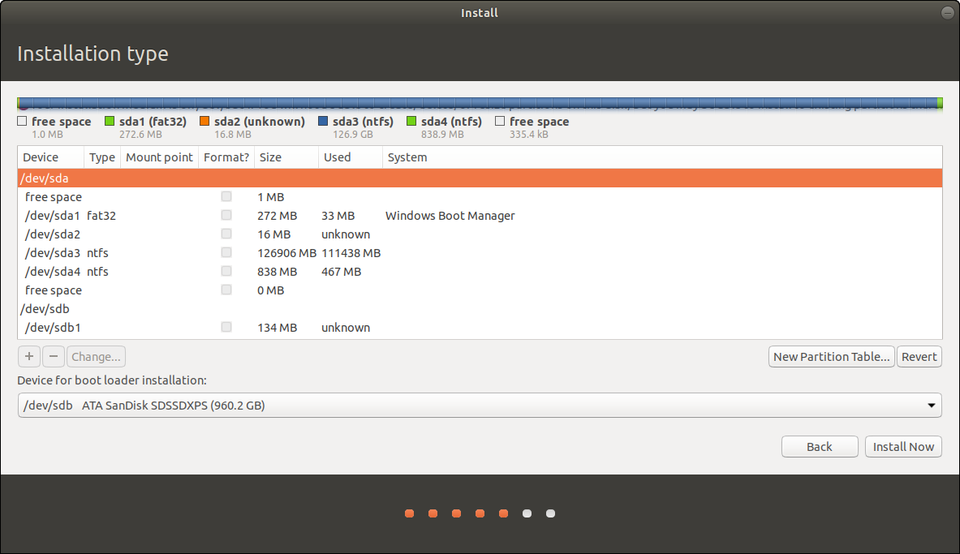 Install
Installation type
free space sda1 (fat32) sda2 (unknown) sda3 (ntfs) sda4 (ntfs) free space
1.0 MB 272.6 MB 16.8 MB 126.9 GB 838.9 MB 335.4 kB
Device Type Mount point Format? Size Used System
/dev/sda
free space 1 MB
/dev/sda1 fat32 272 MB 33 MB Windows Boot Manager
/dev/sda2 16 MB unknown
/dev/sda3 ntfs 126906 MB 111438 MB
/dev/sda4 ntfs 838 MB 467 MB
free space 0 MB
/dev/sdb
/dev/sdb1 134 MB unknown
+ − Change... New Partition Table... Revert
Device for boot loader installation:
/dev/sdb ATA SanDisk SDSSDXPS (960.2 GB)
Back Install Now